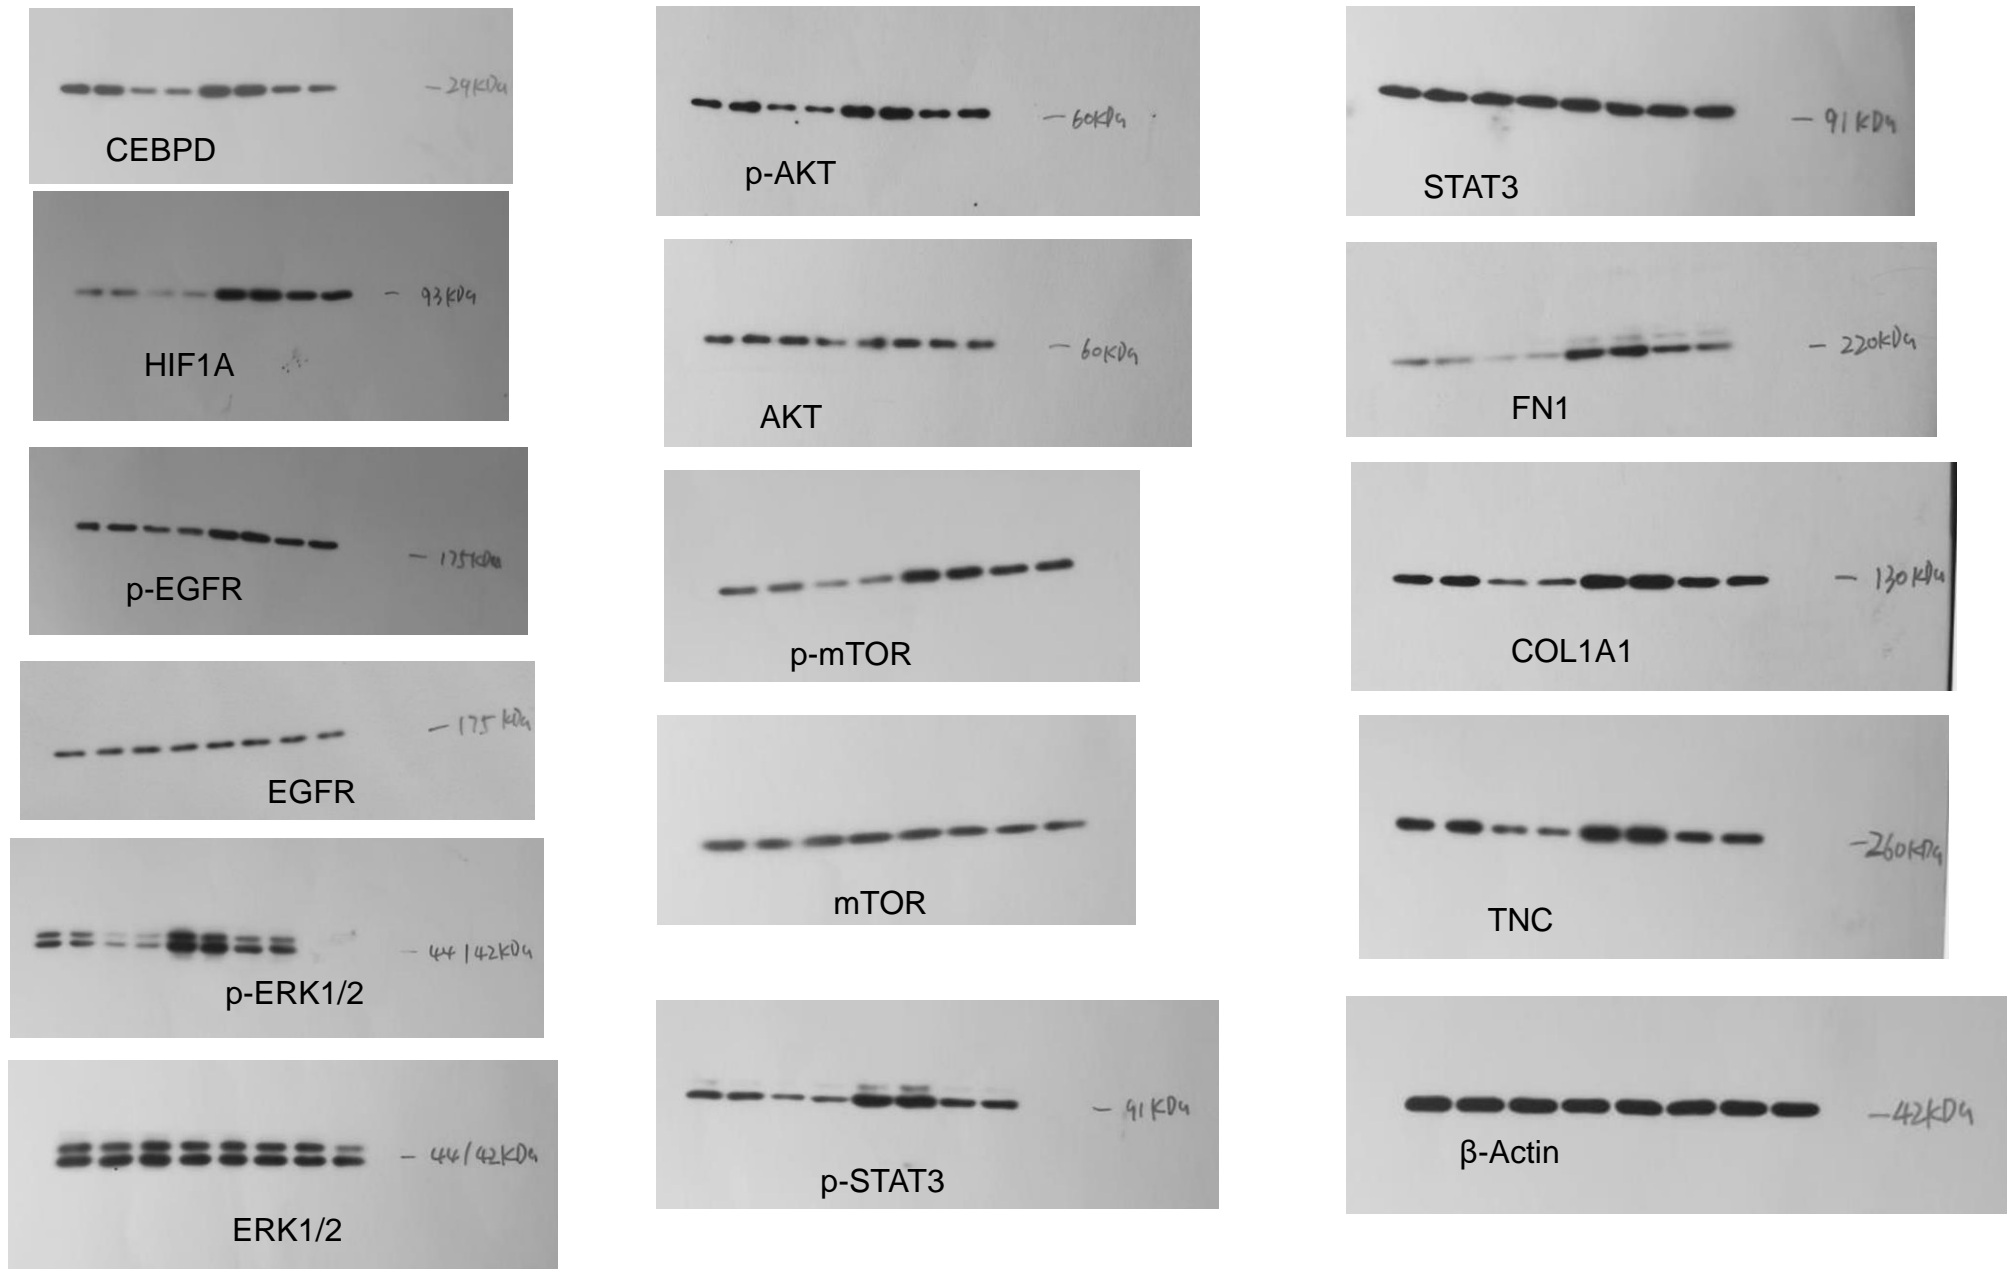 -29KDa
CEBPD
- 93KDa
HIF1A
- 175KDa
p-EGFR
-175KDa
EGFR
- 44/42KDa
p-ERK1/2
- 44/42KDa
ERK1/2
- 60KDa
p-AKT
- 60KDa
AKT
p-mTOR
mTOR
- 91KDa
p-STAT3
- 91KDa
STAT3
- 220KDa
FN1
- 130KDa
COL1A1
-260KDa
TNC
-42KDa
β-Actin